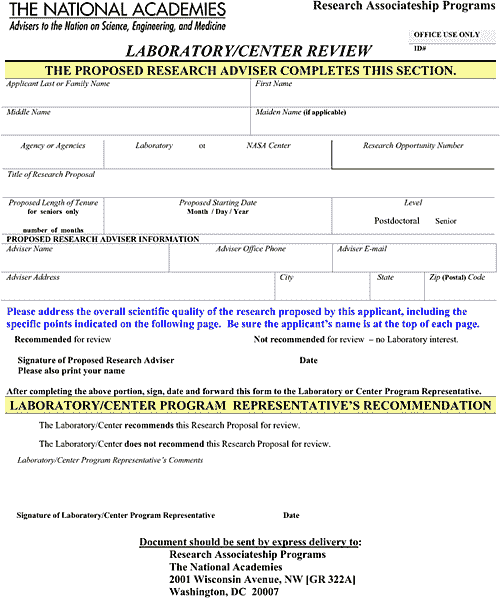 THE NATIONAL ACADEMIES
Research Associateship Programs
Advisers to the Nation on Science, Engineering, and Medicine
OFFICE USE ONLY
LABORATORY/CENTER REVIEW
ID#
THE PROPOSED RESEARCH ADVISER COMPLETES THIS SECTION.
Applicant Last or Family Name First Name
Middle Name Maiden Name (if applicable)
Agency or Agencies Laboratory or NASA Center Research Opportunity Number
Title of Research Proposal
Proposed Length of Tenure Proposed Starting Date Level
for seniors only Month / Day / Year
Postdoctoral Senior
number of months
PROPOSED RESEARCH ADVISER INFORMATION
Adviser Name Adviser Office Phone Adviser E-mail
Adviser Address City State Zip (Postal) Code
Please address the overall scientific quality of the research proposed by this applicant, including the
specific points indicated on the following page. Be sure the applicant's name is at the top of each page.
Recommended for review Not recommended for review – no Laboratory interest.
Signature of Proposed Research Adviser Date
Please also print your name
After completing the above portion, sign, date and forward this form to the Laboratory or Center Program Representative.
LABORATORY/CENTER PROGRAM REPRESENTATIVE'S RECOMMENDATION
The Laboratory/Center recommends this Research Proposal for review.
The Laboratory/Center does not recommend this Research Proposal for review.
Laboratory/Center Program Representative's Comments
Signature of Laboratory/Center Program Representative Date
Document should be sent by express delivery to:
Research Associateship Programs
The National Academies
2001 Wisconsin Avenue, NW [GR 322A]
Washington, DC 20007